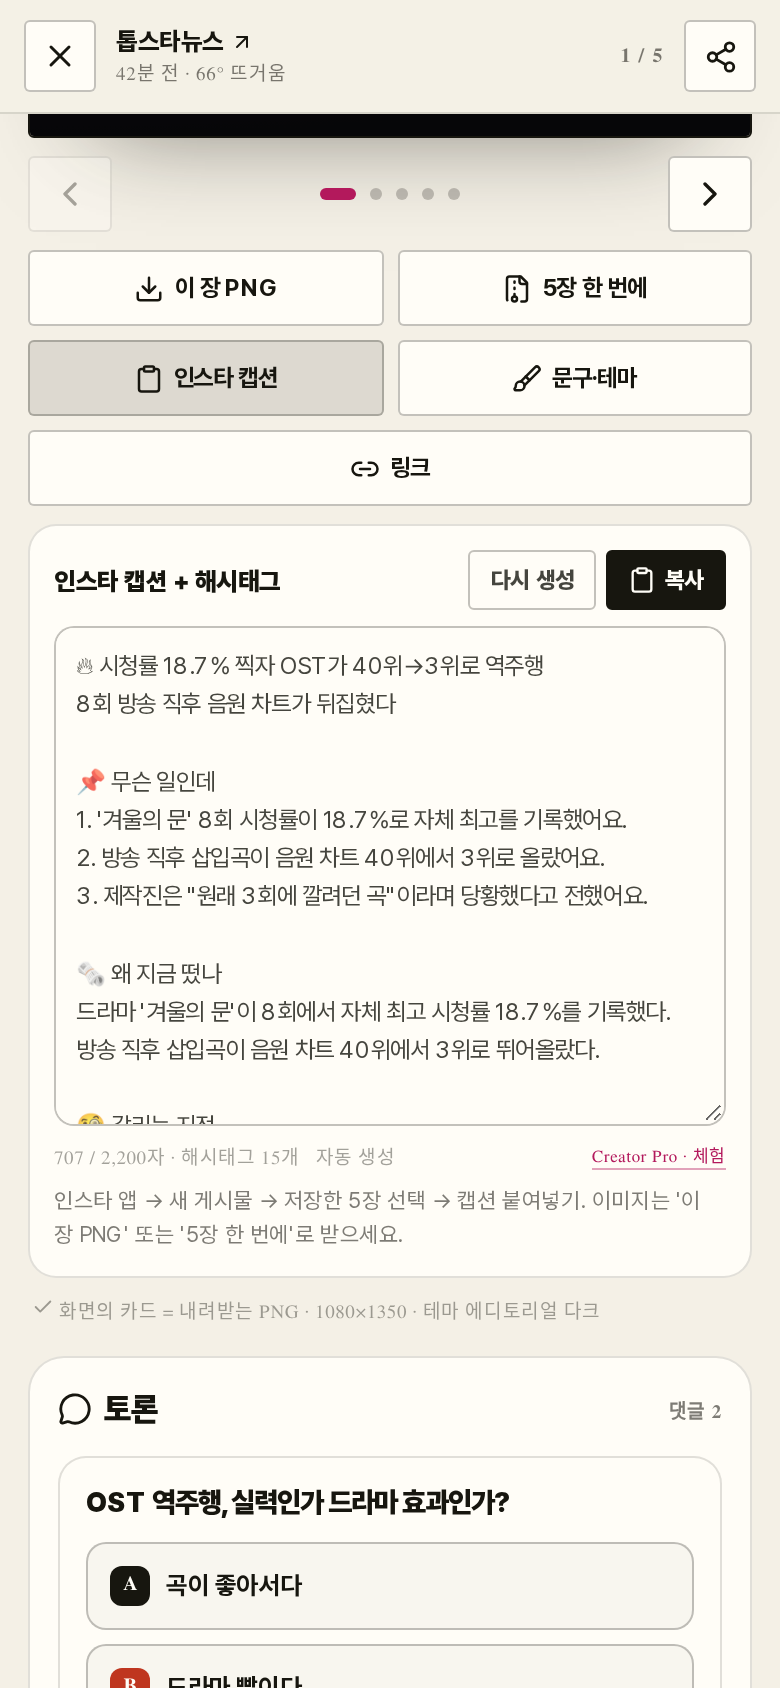 톱스타뉴스
42분 전 · 66° 뜨거움
1 / 5
이 장 PNG
5장 한 번에
인스타 캡션
문구·테마
링크
인스타 캡션 + 해시태그
다시 생성
복사
🔥 시청률 18.7% 찍자 OST가 40위→3위로 역주행
8회 방송 직후 음원 차트가 뒤집혔다
📌 무슨 일인데
1. '겨울의 문' 8회 시청률이 18.7%로 자체 최고를 기록했어요.
2. 방송 직후 삽입곡이 음원 차트 40위에서 3위로 올랐어요.
3. 제작진은 "원래 3회에 깔려던 곡"이라며 당황했다고 전했어요.
🗞️ 왜 지금 떴나
드라마 '겨울의 문'이 8회에서 자체 최고 시청률 18.7%를 기록했다.
방송 직후 삽입곡이 음원 차트 40위에서 3위로 뛰어올랐다.
🧐 갈리는 지점
707 / 2,200자 · 해시태그 15개 자동 생성
Creator Pro · 체험
인스타 앱 → 새 게시물 → 저장한 5장 선택 → 캡션 붙여넣기. 이미지는 '이
장 PNG' 또는 '5장 한 번에'로 받으세요.
화면의 카드 = 내려받는 PNG · 1080×1350 · 테마 에디토리얼 다크
토론
댓글 2
OST 역주행, 실력인가 드라마 효과인가?
A 곡이 좋아서다
B 드라마 빨이다